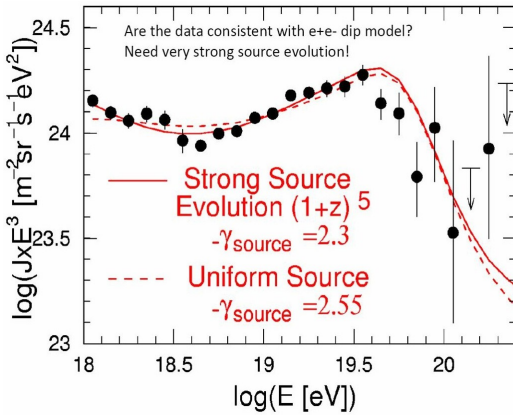 Are the data consistent with e+e- dip model?
Need very strong source evolution!
log(JxE³ [m⁻²sr⁻¹s⁻¹eV²])
24.5
24
23.5
23
Strong Source
Evolution (1+z) ⁵
-γsource =2.3
Uniform Source
-γsource =2.55
18 18.5 19 19.5 20
log(E [eV])